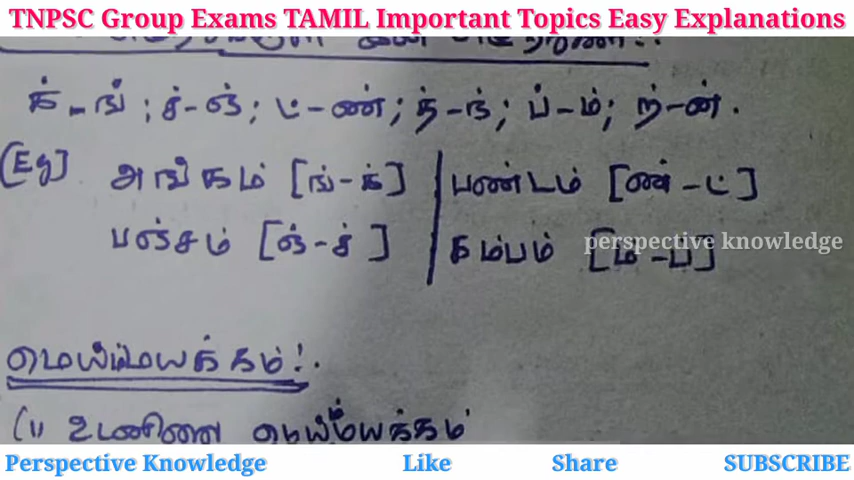 TNPSC Group Exams TAMIL Important Topics Easy Explanations
க் - ங் ; ச் - ஞ் ; ட் - ண் ; த் - ந் ; ப் - ம் ; ற் - ன் .
(Eg] அங்கம் [ங் - க்] பண்டம் [ண் - ட்]
பஞ்சம் [ஞ் - ச்] கம்பம் [ம் - ப்]
perspective knowledge
மெய்ம்மயக்கம்! .
(1) உடனிலை மெய்ம்மயக்கம்
Perspective Knowledge Like Share SUBSCRIBE